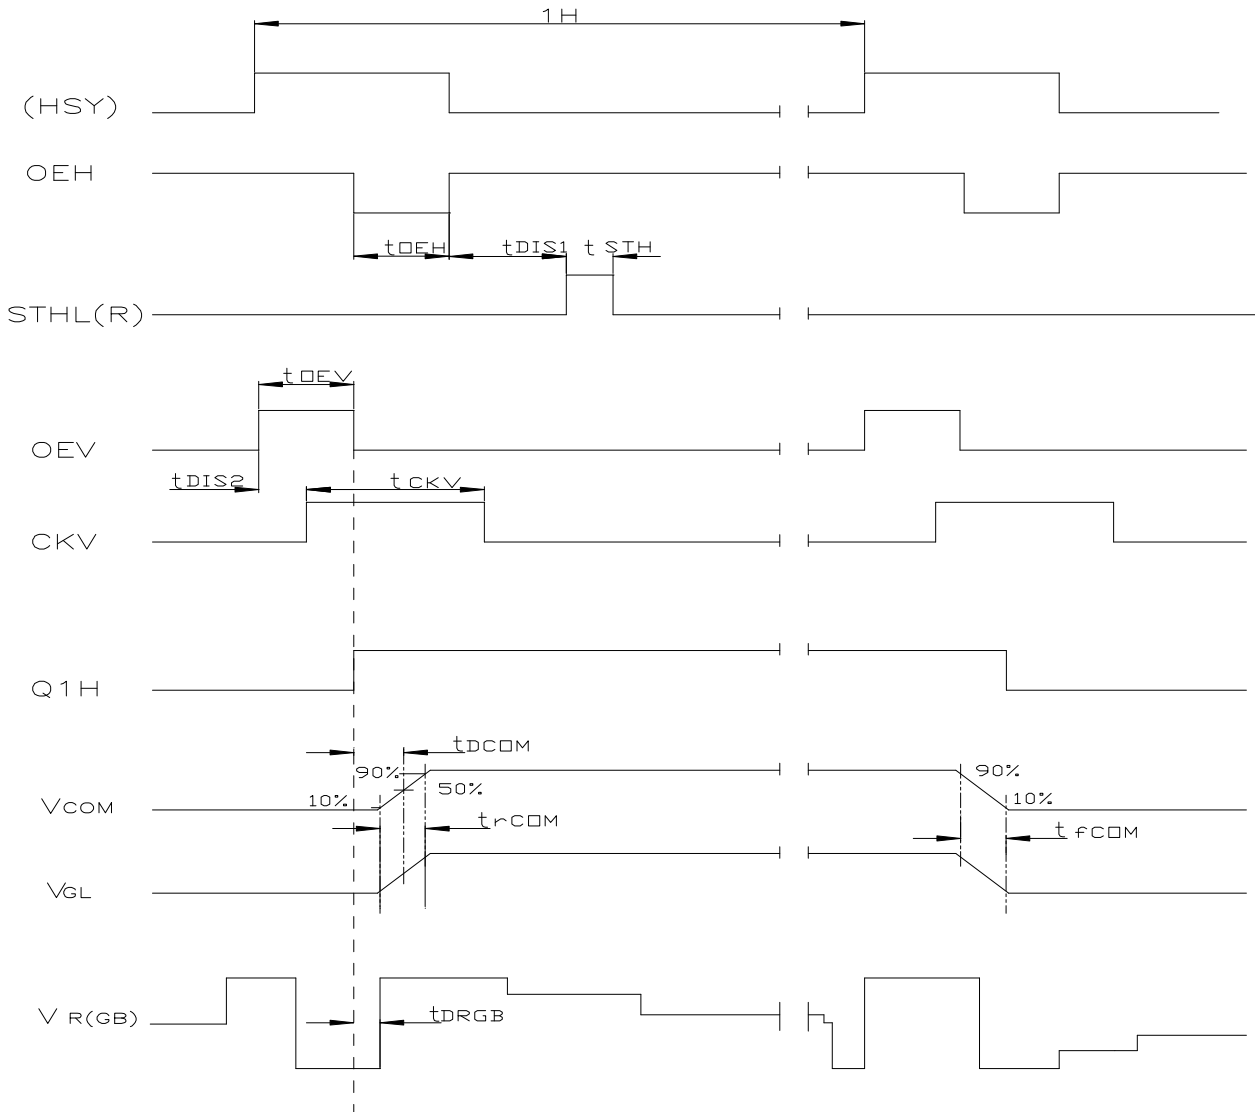 1H
(HSY)
OEH
tOEH tDIS1 tSTH
STHL(R)
tOEV
OEV
tDIS2 tCKV
CKV
Q1H
tDCOM
90% 90%
50%
10% 10%
VCOM
trCOM tfCOM
VGL
VR(GB)
tDRGB